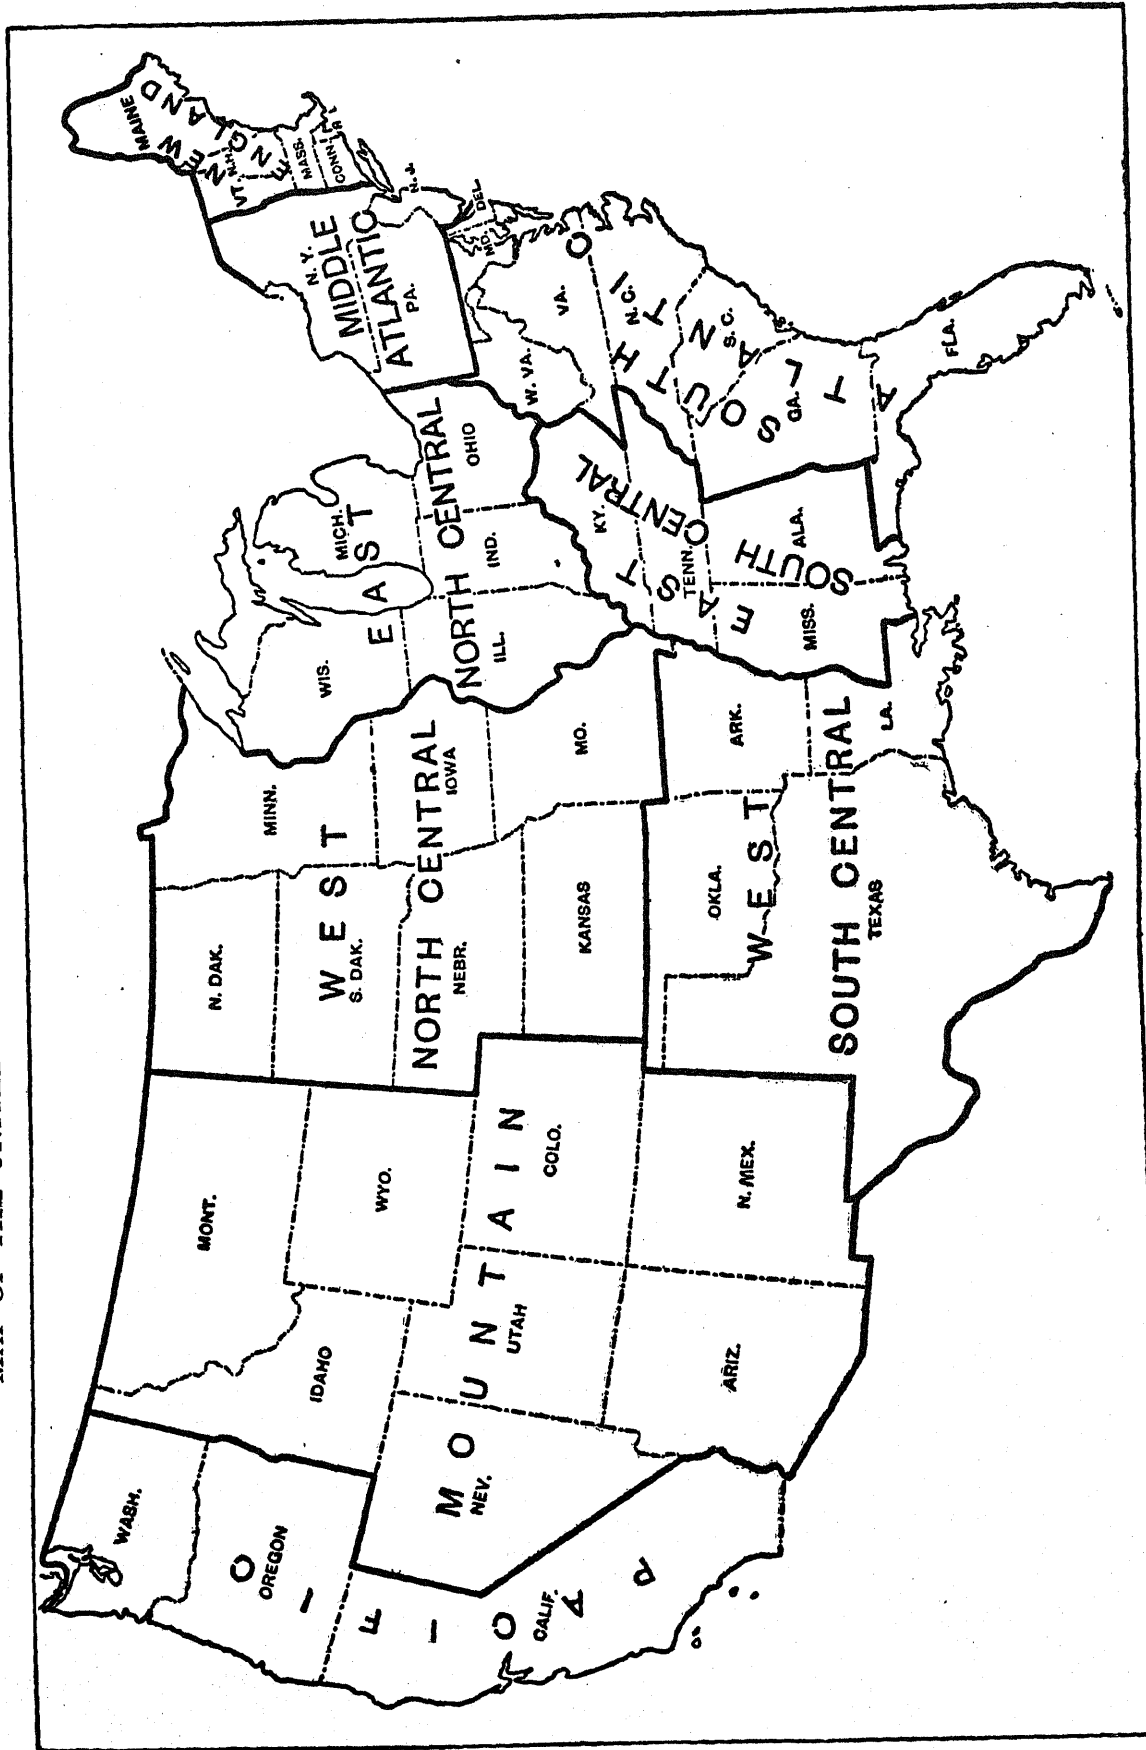 MAINE
NEW
ENGLAND
VT.
N.H.
MASS.
CONN.
R.I.
N.Y.
MIDDLE
ATLANTIC
PA.
N.J.
DEL.
MD.
W. VA.
VA.
N.C.
S.C.
GA.
FLA.
SOUTH
ATLANTIC
EAST
NORTH CENTRAL
MICH.
OHIO
IND.
ILL.
WIS.
EAST
SOUTH
CENTRAL
KY.
TENN.
ALA.
MISS.
WEST
NORTH CENTRAL
MINN.
IOWA
MO.
N. DAK.
S. DAK.
NEBR.
KANSAS
WEST
SOUTH CENTRAL
ARK.
LA.
OKLA.
TEXAS
MOUNTAIN
MONT.
WYO.
COLO.
N. MEX.
IDAHO
UTAH
ARIZ.
NEV.
PACIFIC
WASH.
OREGON
CALIF.